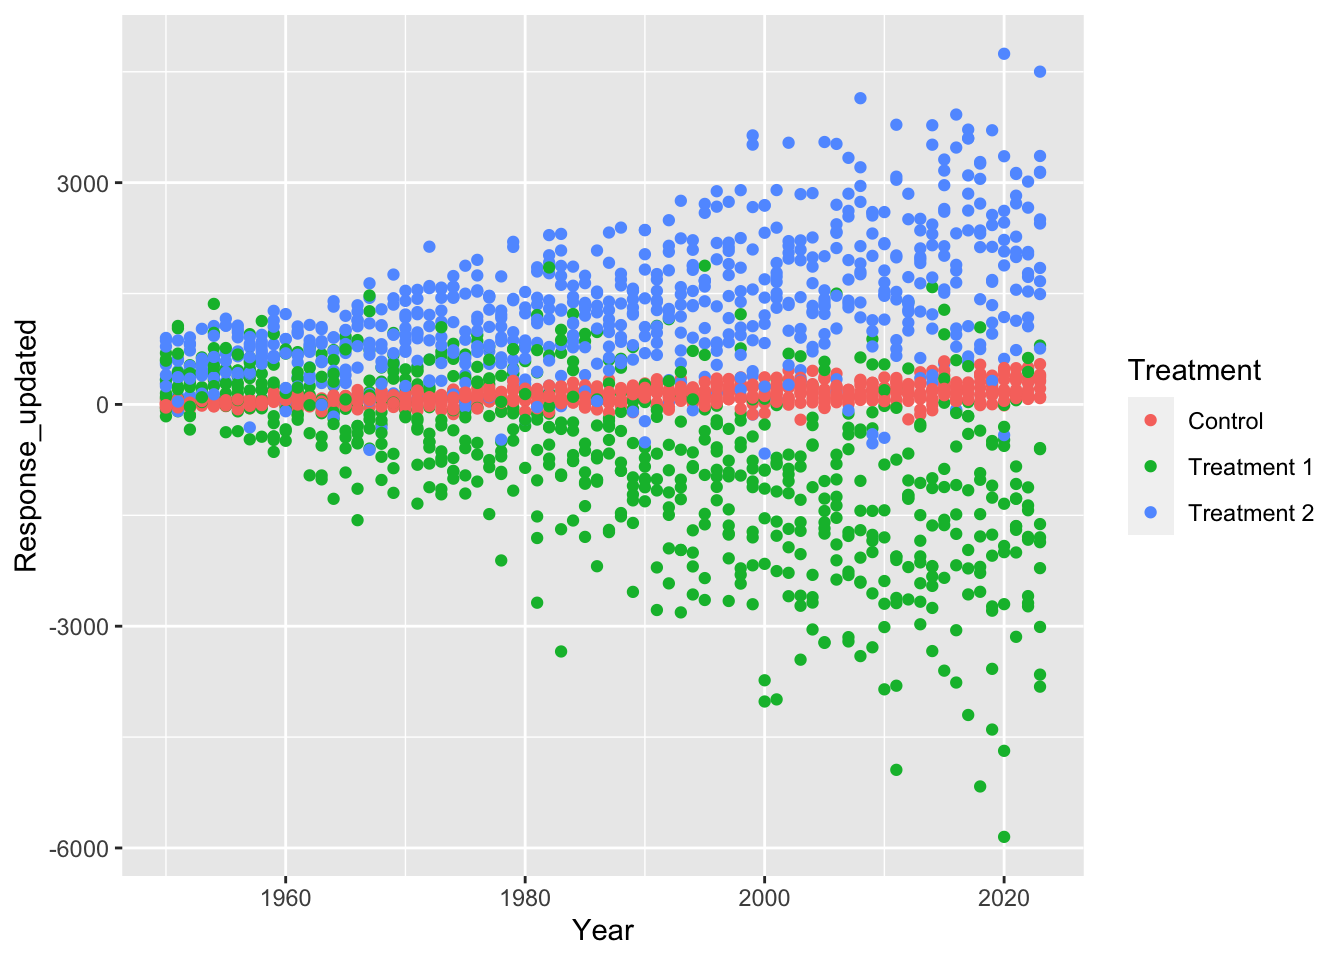 3000
0
-3000
-6000
Response_updated
1960
1980
2000
2020
Year
Treatment
Control
Treatment 1
Treatment 2